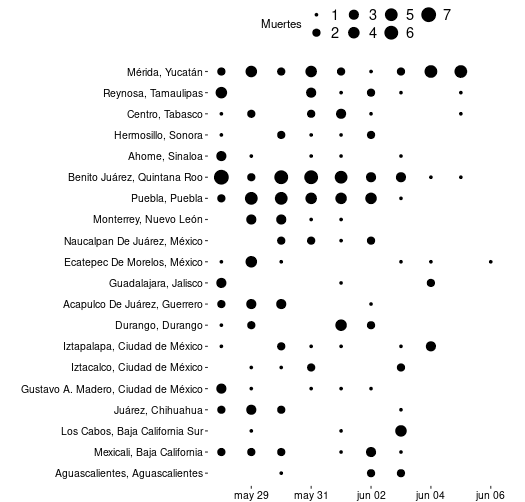 Muertes 1 3 5 7
2 4 6
Mérida, Yucatán
Reynosa, Tamaulipas
Centro, Tabasco
Hermosillo, Sonora
Ahome, Sinaloa
Benito Juárez, Quintana Roo
Puebla, Puebla
Monterrey, Nuevo León
Naucalpan De Juárez, México
Ecatepec De Morelos, México
Guadalajara, Jalisco
Acapulco De Juárez, Guerrero
Durango, Durango
Iztapalapa, Ciudad de México
Iztacalco, Ciudad de México
Gustavo A. Madero, Ciudad de México
Juárez, Chihuahua
Los Cabos, Baja California Sur
Mexicali, Baja California
Aguascalientes, Aguascalientes
may 29 may 31 jun 02 jun 04 jun 06